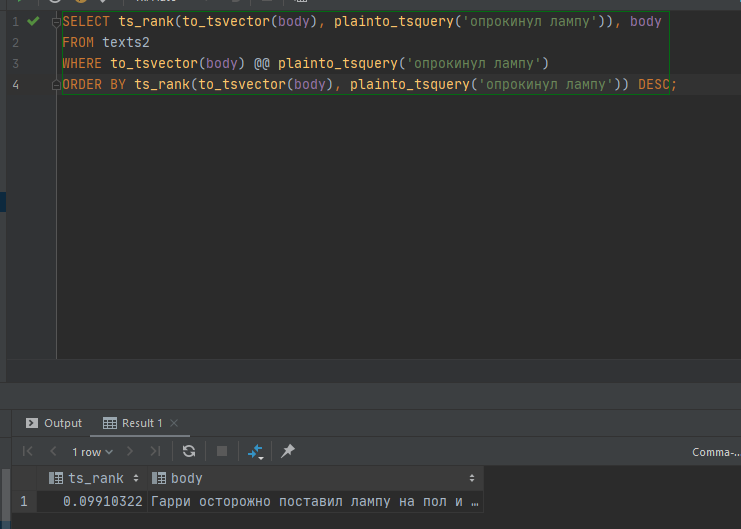 1 SELECT ts_rank(to_tsvector(body), plainto_tsquery('опрокинул лампу')), body
2 FROM texts2
3 WHERE to_tsvector(body) @@ plainto_tsquery('опрокинул лампу')
4 ORDER BY ts_rank(to_tsvector(body), plainto_tsquery('опрокинул лампу')) DESC;
Output Result 1
1 row Comma-...
ts_rank body
1 0.09910322 Гарри осторожно поставил лампу на пол и …